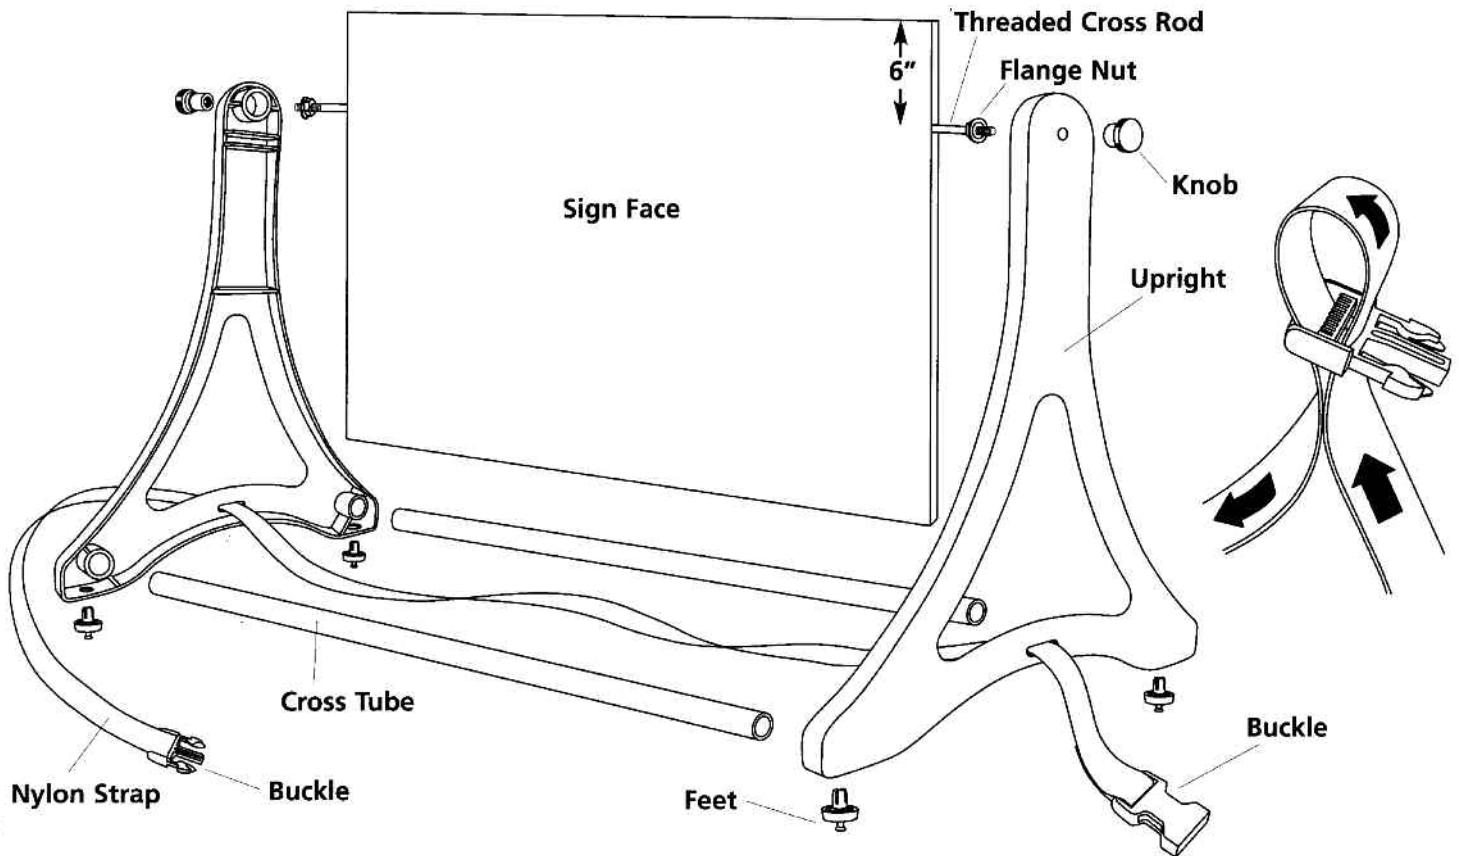 Threaded Cross Rod
6"
Flange Nut
Knob
Sign Face
Upright
Cross Tube
Buckle
Nylon Strap
Buckle
Feet